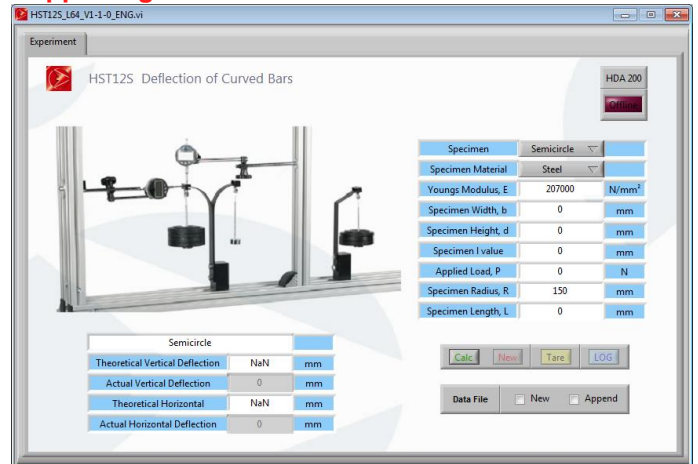 HST12S_L64_V1-1-0_ENG.vi
Experiment
HST12S Deflection of Curved Bars
HDA 200
Offline
Specimen Semicircle
Specimen Material Steel
Youngs Modulus, E 207000 N/mm²
Specimen Width, b 0 mm
Specimen Height, d 0 mm
Specimen I value 0
Applied Load, P 0 N
Specimen Radius, R 150 mm
Specimen Length, L 0 mm
Semicircle
Theoretical Vertical Deflection NaN mm
Actual Vertical Deflection 0 mm
Theoretical Horizontal NaN mm
Actual Horizontal Deflection 0 mm
Calc New Tare LOG
Data File New Append